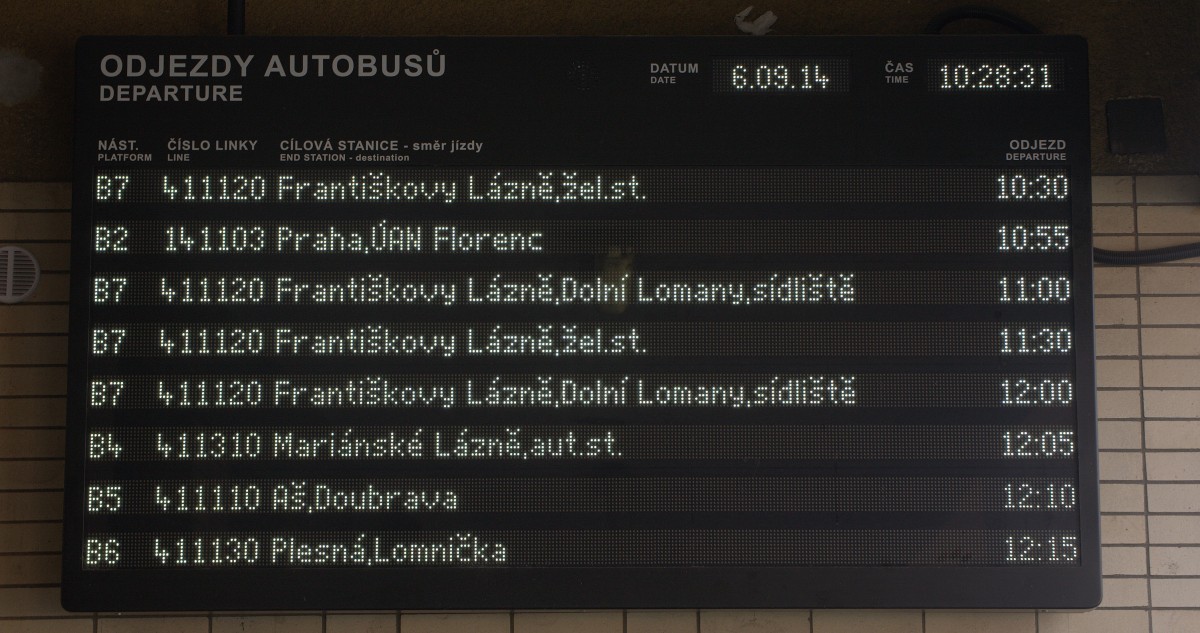 ODJEZDY AUTOBUSŮ
DEPARTURE
DATUM
DATE
6.09.14
ČAS
TIME
10:28:31
NÁST. ČÍSLO LINKY CÍLOVÁ STANICE - směr jízdy ODJEZD
PLATFORM LINE END STATION - destination DEPARTURE
B7 411120 Františkovy Lázně,žel.st. 10:30
B2 141103 Praha,ÚAN Florenc 10:55
B7 411120 Františkovy Lázně,Dolní Lomany,sídliště 11:00
B7 411120 Františkovy Lázně,žel.st. 11:30
B7 411120 Františkovy Lázně,Dolní Lomany,sídliště 12:00
B4 411310 Mariánské Lázně,aut.st. 12:05
B5 411110 Aš,Doubrava 12:10
B6 411130 Plesná,Lomnička 12:15